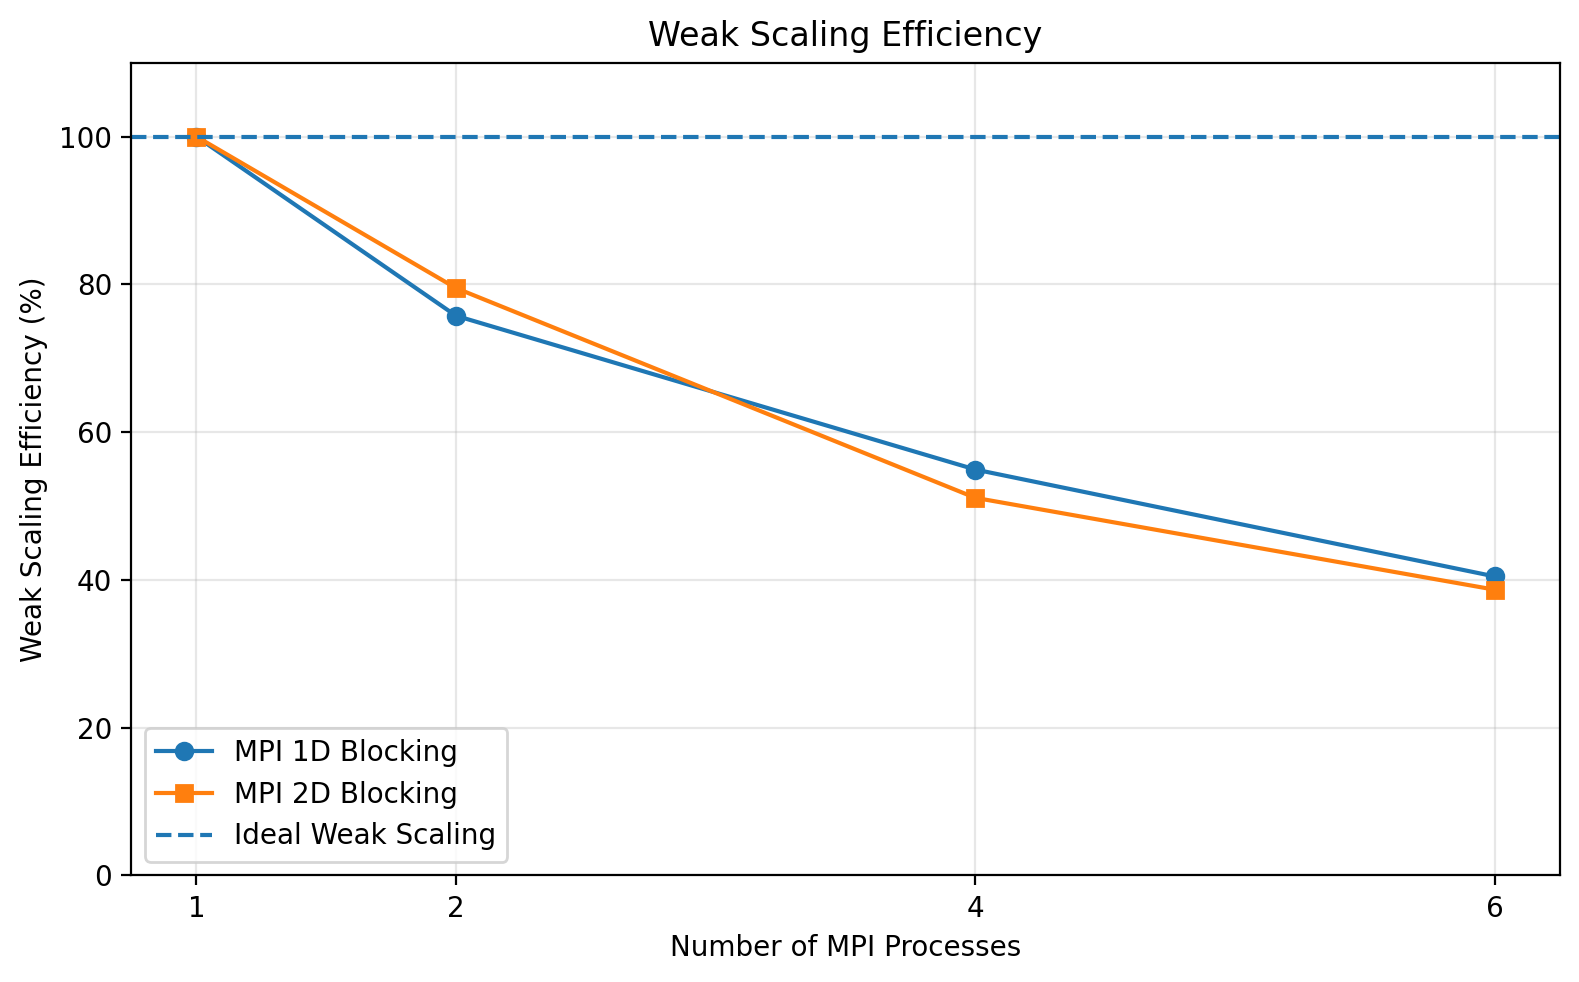 Weak Scaling Efficiency
Weak Scaling Efficiency (%)
100
80
60
40
20
0
MPI 1D Blocking
MPI 2D Blocking
Ideal Weak Scaling
1 2 4 6
Number of MPI Processes